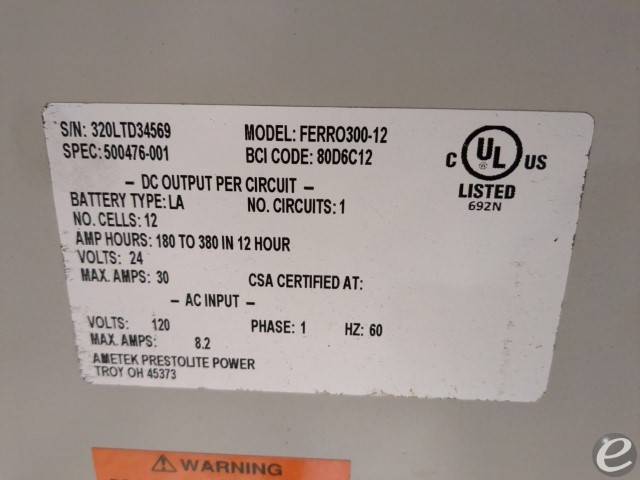 S/N: 320LTD34569 MODEL: FERRO300-12
SPEC: 500476-001 BCI CODE: 80D6C12
— DC OUTPUT PER CIRCUIT —
BATTERY TYPE: LA NO. CIRCUITS: 1
NO. CELLS: 12
AMP HOURS: 180 TO 380 IN 12 HOUR
VOLTS: 24
MAX. AMPS: 30 CSA CERTIFIED AT:
— AC INPUT —
VOLTS: 120 PHASE: 1 HZ: 60
MAX. AMPS: 8.2
AMETEK PRESTOLITE POWER
TROY OH 45373
C UL US
LISTED
692N
WARNING
e